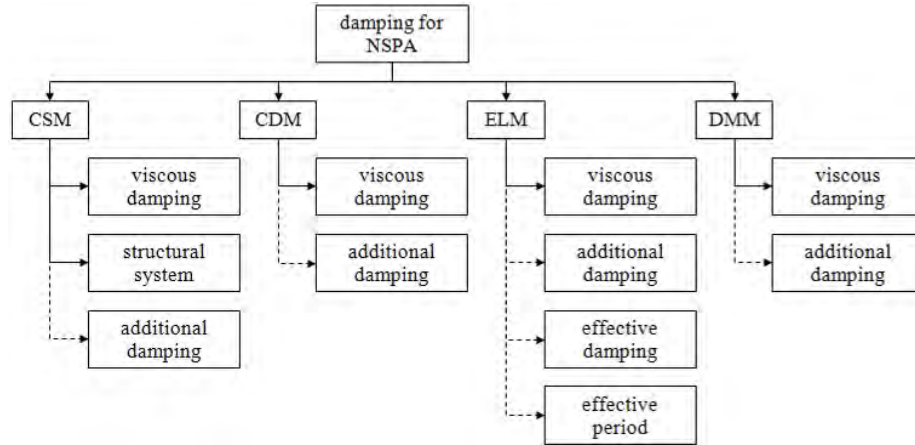 damping for
NSPA
CSM
CDM
ELM
DMM
viscous
damping
viscous
damping
viscous
damping
viscous
damping
structural
system
additional
damping
additional
damping
additional
damping
additional
damping
effective
damping
effective
period